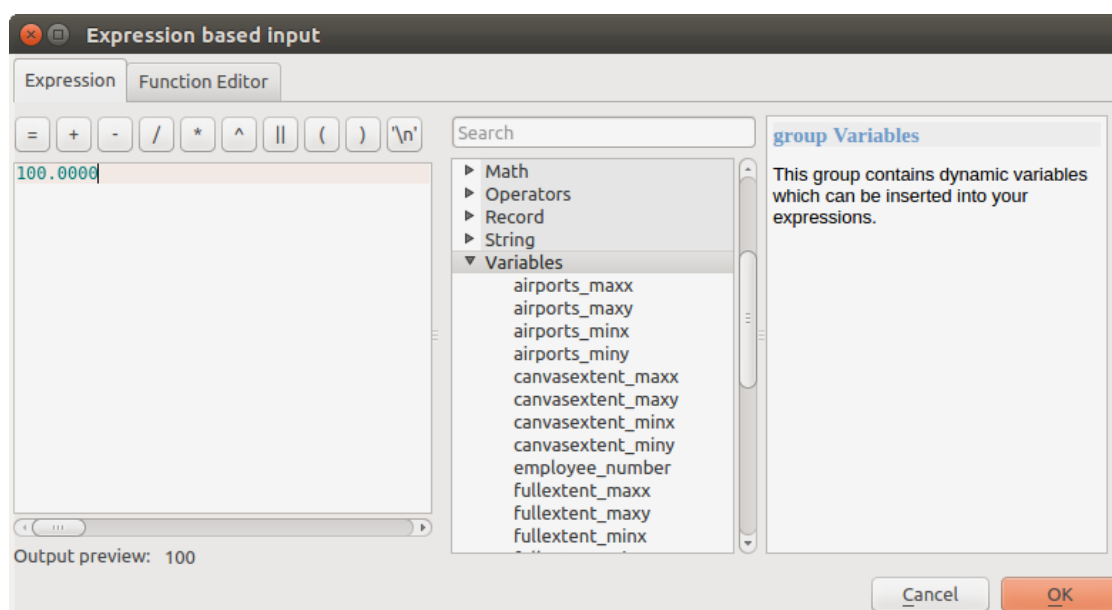 Expression based input
Expression
Function Editor
= + - / * ^ || ( ) '\n'
100.0000
Output preview: 100
Search
Math
Operators
Record
String
Variables
airports_maxx
airports_maxy
airports_minx
airports_miny
canvasextent_maxx
canvasextent_maxy
canvasextent_minx
canvasextent_miny
employee_number
fullextent_maxx
fullextent_maxy
fullextent_minx
group Variables
This group contains dynamic variables
which can be inserted into your
expressions.
Cancel
OK